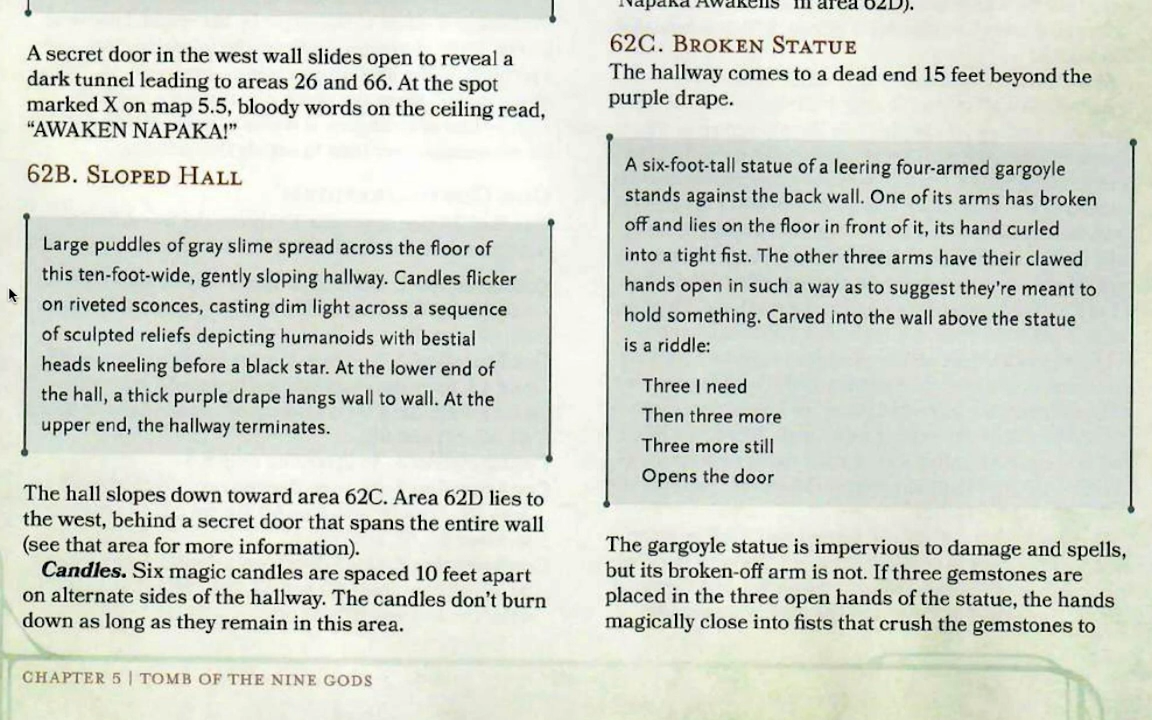 A secret door in the west wall slides open to reveal a
dark tunnel leading to areas 26 and 66. At the spot
marked X on map 5.5, bloody words on the ceiling read,
“AWAKEN NAPAKA!”
62B. SLOPED HALL
Large puddles of gray slime spread across the floor of
this ten-foot-wide, gently sloping hallway. Candles flicker
on riveted sconces, casting dim light across a sequence
of sculpted reliefs depicting humanoids with bestial
heads kneeling before a black star. At the lower end of
the hall, a thick purple drape hangs wall to wall. At the
upper end, the hallway terminates.
The hall slopes down toward area 62C. Area 62D lies to
the west, behind a secret door that spans the entire wall
(see that area for more information).
Candles. Six magic candles are spaced 10 feet apart
on alternate sides of the hallway. The candles don't burn
down as long as they remain in this area.
Napaka Awakens” in area 62D).
62C. BROKEN STATUE
The hallway comes to a dead end 15 feet beyond the
purple drape.
A six-foot-tall statue of a leering four-armed gargoyle
stands against the back wall. One of its arms has broken
off and lies on the floor in front of it, its hand curled
into a tight fist. The other three arms have their clawed
hands open in such a way as to suggest they're meant to
hold something. Carved into the wall above the statue
is a riddle:
Three I need
Then three more
Three more still
Opens the door
The gargoyle statue is impervious to damage and spells,
but its broken-off arm is not. If three gemstones are
placed in the three open hands of the statue, the hands
magically close into fists that crush the gemstones to
CHAPTER 5 | TOMB OF THE NINE GODS